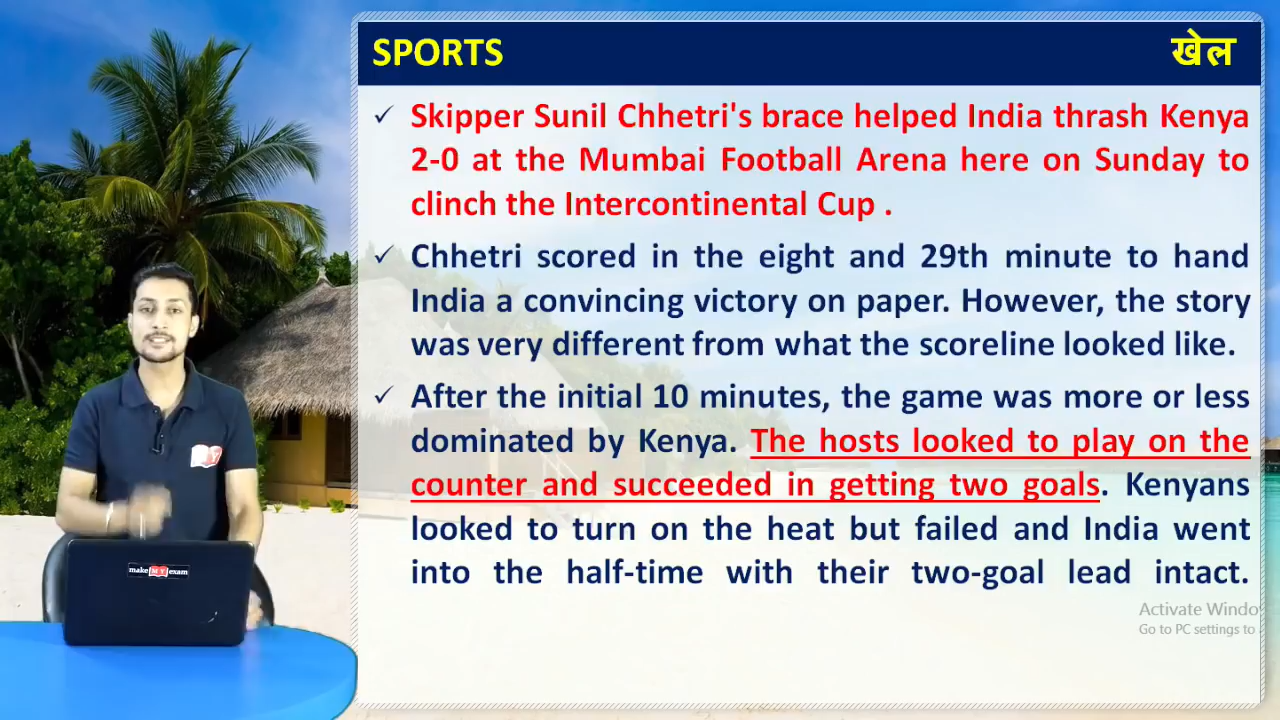 SPORTS खेल
Skipper Sunil Chhetri's brace helped India thrash Kenya
2-0 at the Mumbai Football Arena here on Sunday to
clinch the Intercontinental Cup .
Chhetri scored in the eight and 29th minute to hand
India a convincing victory on paper. However, the story
was very different from what the scoreline looked like.
After the initial 10 minutes, the game was more or less
dominated by Kenya. The hosts looked to play on the
counter and succeeded in getting two goals. Kenyans
looked to turn on the heat but failed and India went
into the half-time with their two-goal lead intact.
Activate Windo
Go to PC settings to
make MY exam